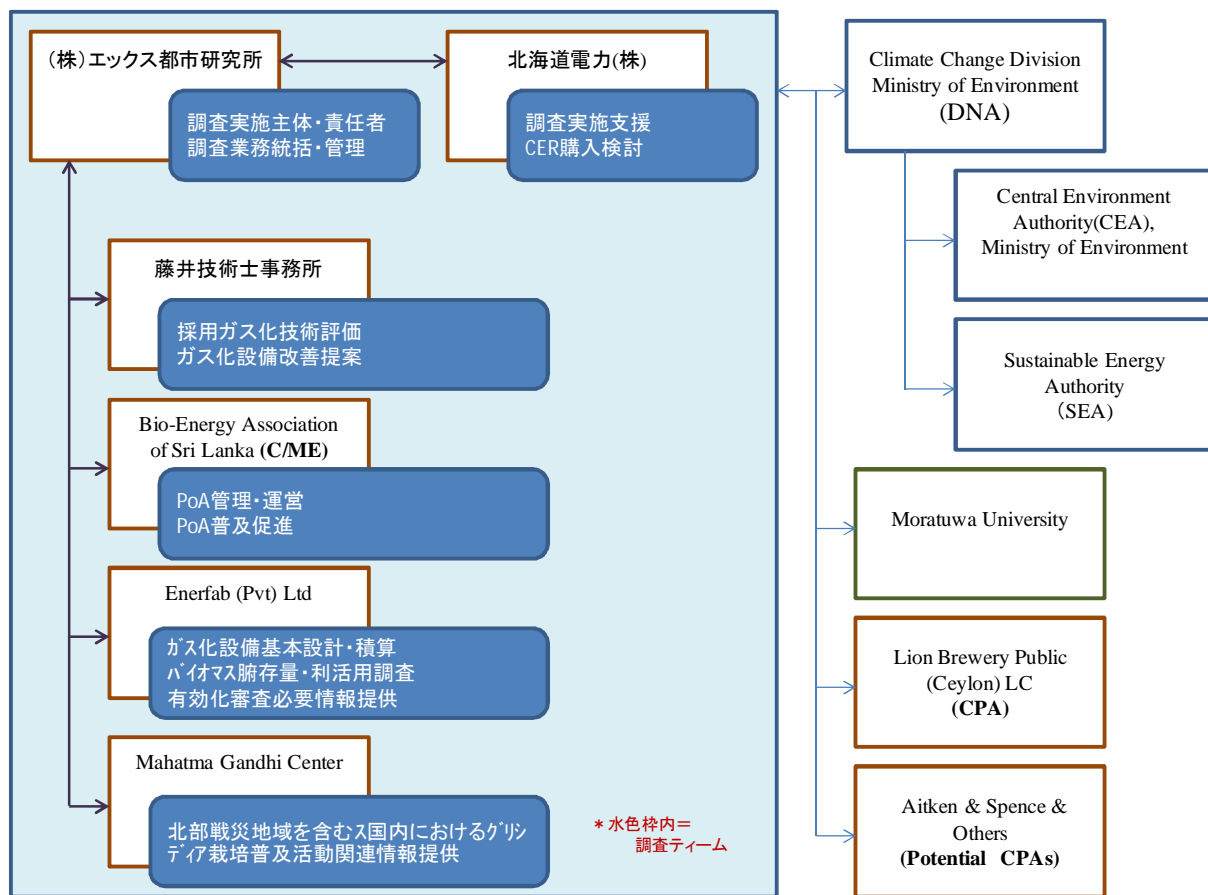 （株）エックス都市研究所
調査実施主体・責任者
調査業務統括・管理
北海道電力(株)
調査実施支援
CER購入検討
藤井技術士事務所
採用ガス化技術評価
ガス化設備改善提案
Bio-Energy Association
of Sri Lanka (C/ME)
PoA管理・運営
PoA普及促進
Enerfab (Pvt) Ltd
ｶﾞｽ化設備基本設計・積算
ﾊﾞｲｵﾏｽ腑存量・利活用調査
有効化審査必要情報提供
Mahatma Gandhi Center
北部戦災地域を含むｽ国内におけるｸﾞﾘｼ
ﾃﾞｨｱ栽培普及活動関連情報提供
＊水色枠内＝
調査ティーム
Climate Change Division
Ministry of Environment
(DNA)
Central Environment
Authority(CEA),
Ministry of Environment
Sustainable Energy
Authority
（SEA）
Moratuwa University
Lion Brewery Public
(Ceylon) LC
(CPA)
Aitken & Spence &
Others
(Potential CPAs)